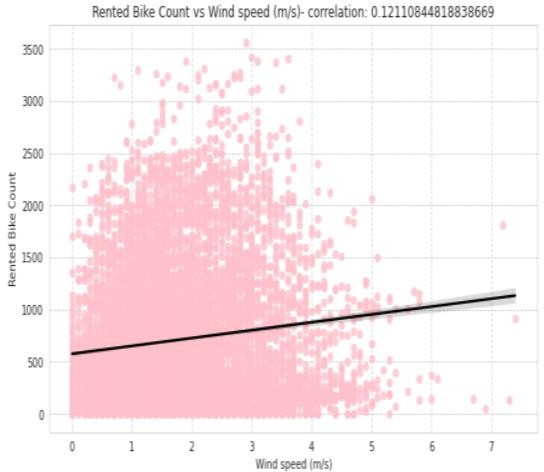 Rented Bike Count vs Wind speed (m/s)- correlation: 0.12110844818838669
3500
3000
2500
2000
1500
1000
500
0
Rented Bike Count
0 1 2 3 4 5 6 7
Wind speed (m/s)